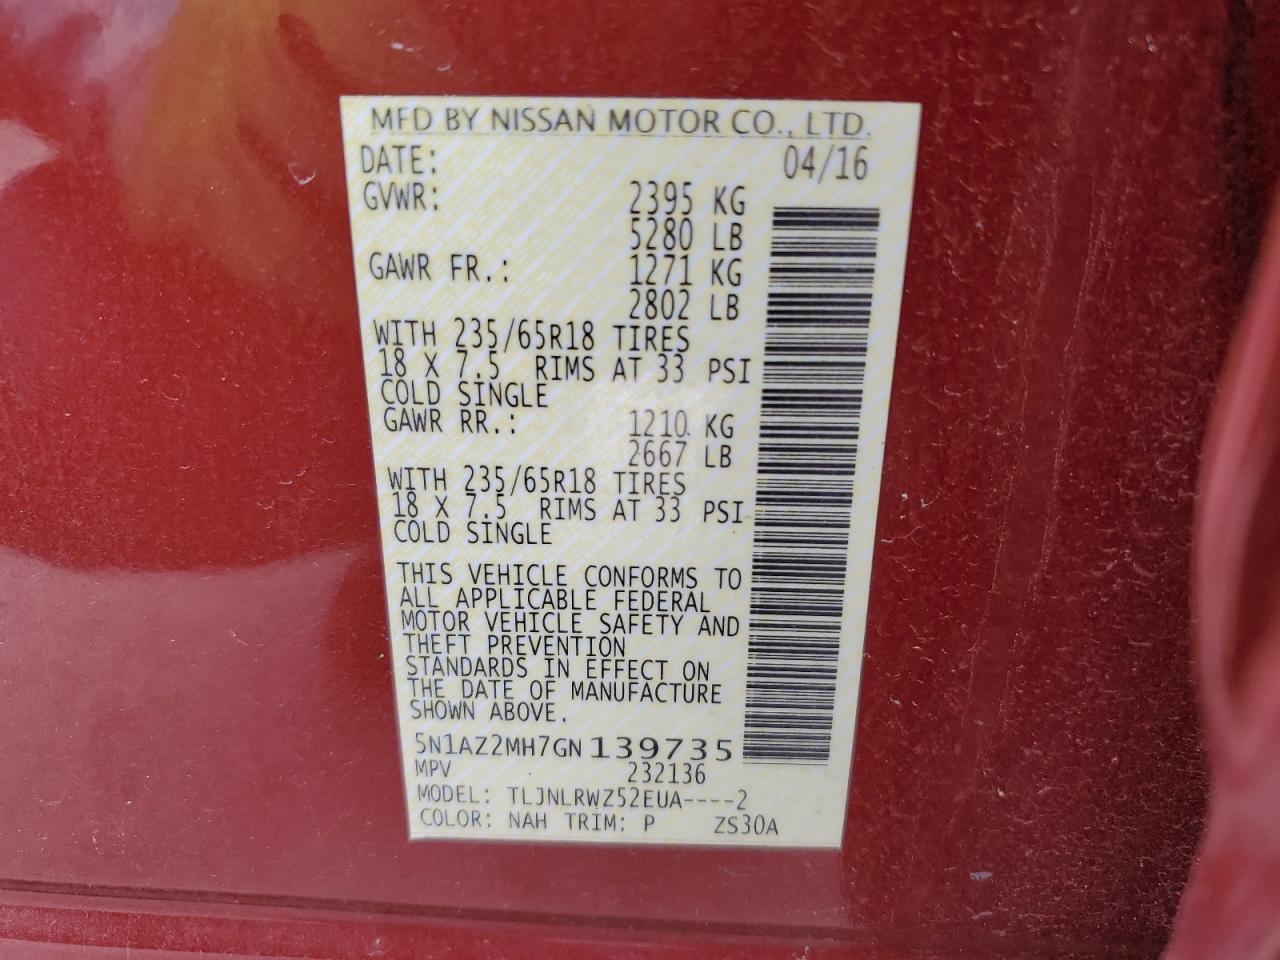 MFD BY NISSAN MOTOR CO., LTD.
DATE: 04/16
GVWR: 2395 KG
5280 LB
GAWR FR.: 1271 KG
2802 LB
WITH 235/65R18 TIRES
18 X 7.5 RIMS AT 33 PSI
COLD SINGLE
GAWR RR.: 1210 KG
2667 LB
WITH 235/65R18 TIRES
18 X 7.5 RIMS AT 33 PSI
COLD SINGLE
THIS VEHICLE CONFORMS TO
ALL APPLICABLE FEDERAL
MOTOR VEHICLE SAFETY AND
THEFT PREVENTION
STANDARDS IN EFFECT ON
THE DATE OF MANUFACTURE
SHOWN ABOVE.
5N1AZ2MH7GN139735
MPV 232136
MODEL: TLJNLRWZ52EUA----2
COLOR: NAH TRIM: P ZS30A